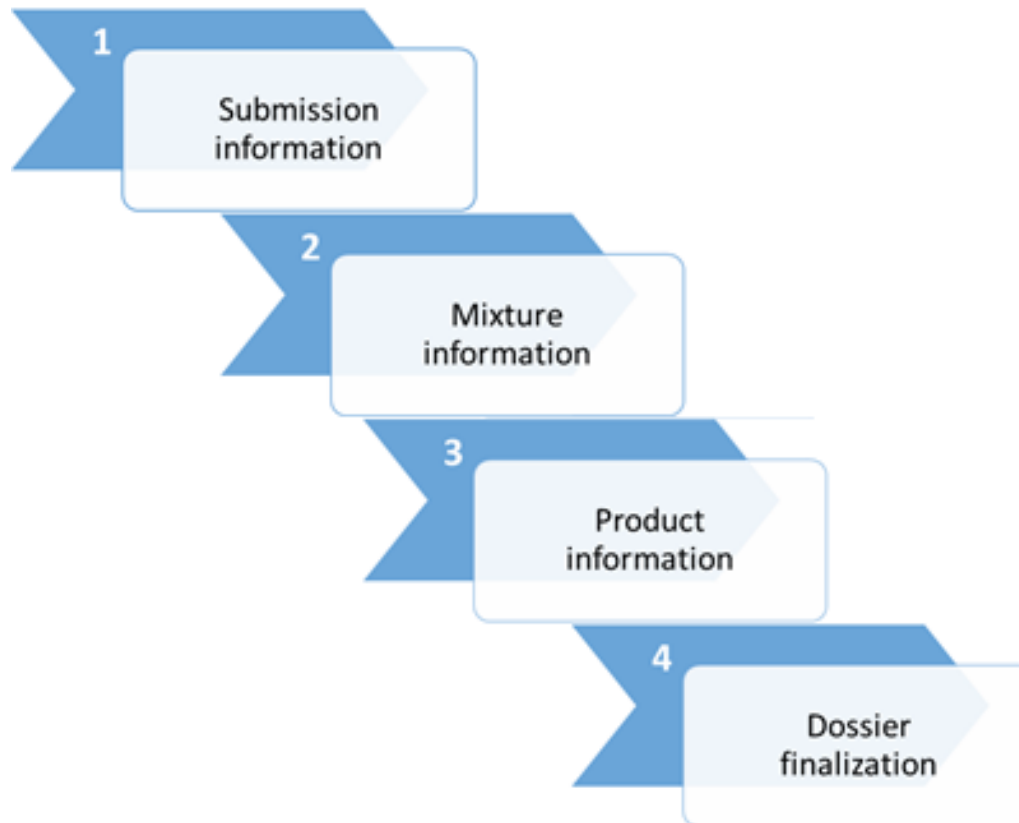 1
Submission
information
2
Mixture
information
3
Product
information
4
Dossier
finalization